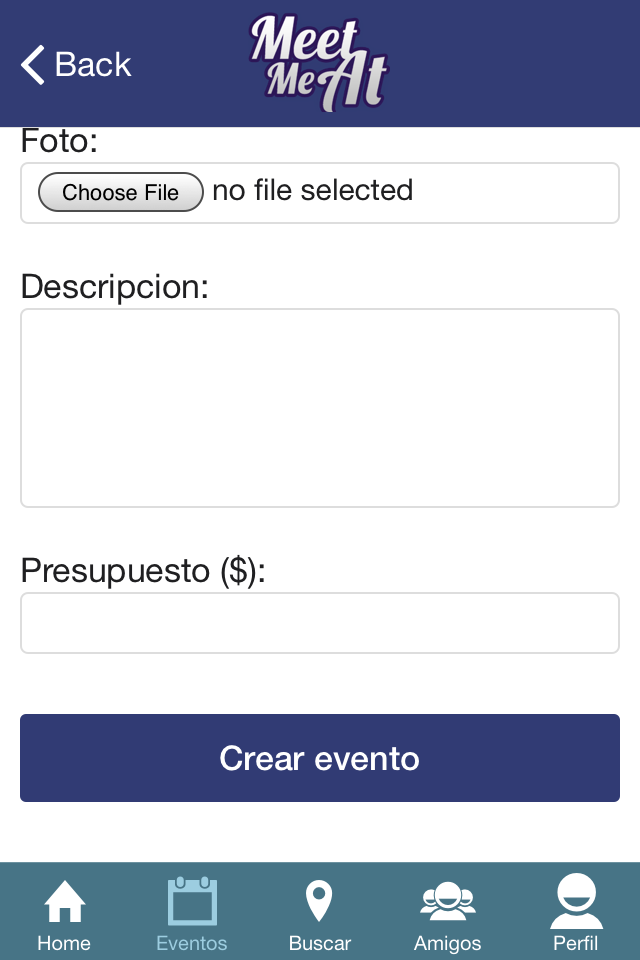 Back
Meet
Me At
Foto:
Choose File no file selected
Descripcion:
Presupuesto ($):
Crear evento
Home Eventos Buscar Amigos Perfil